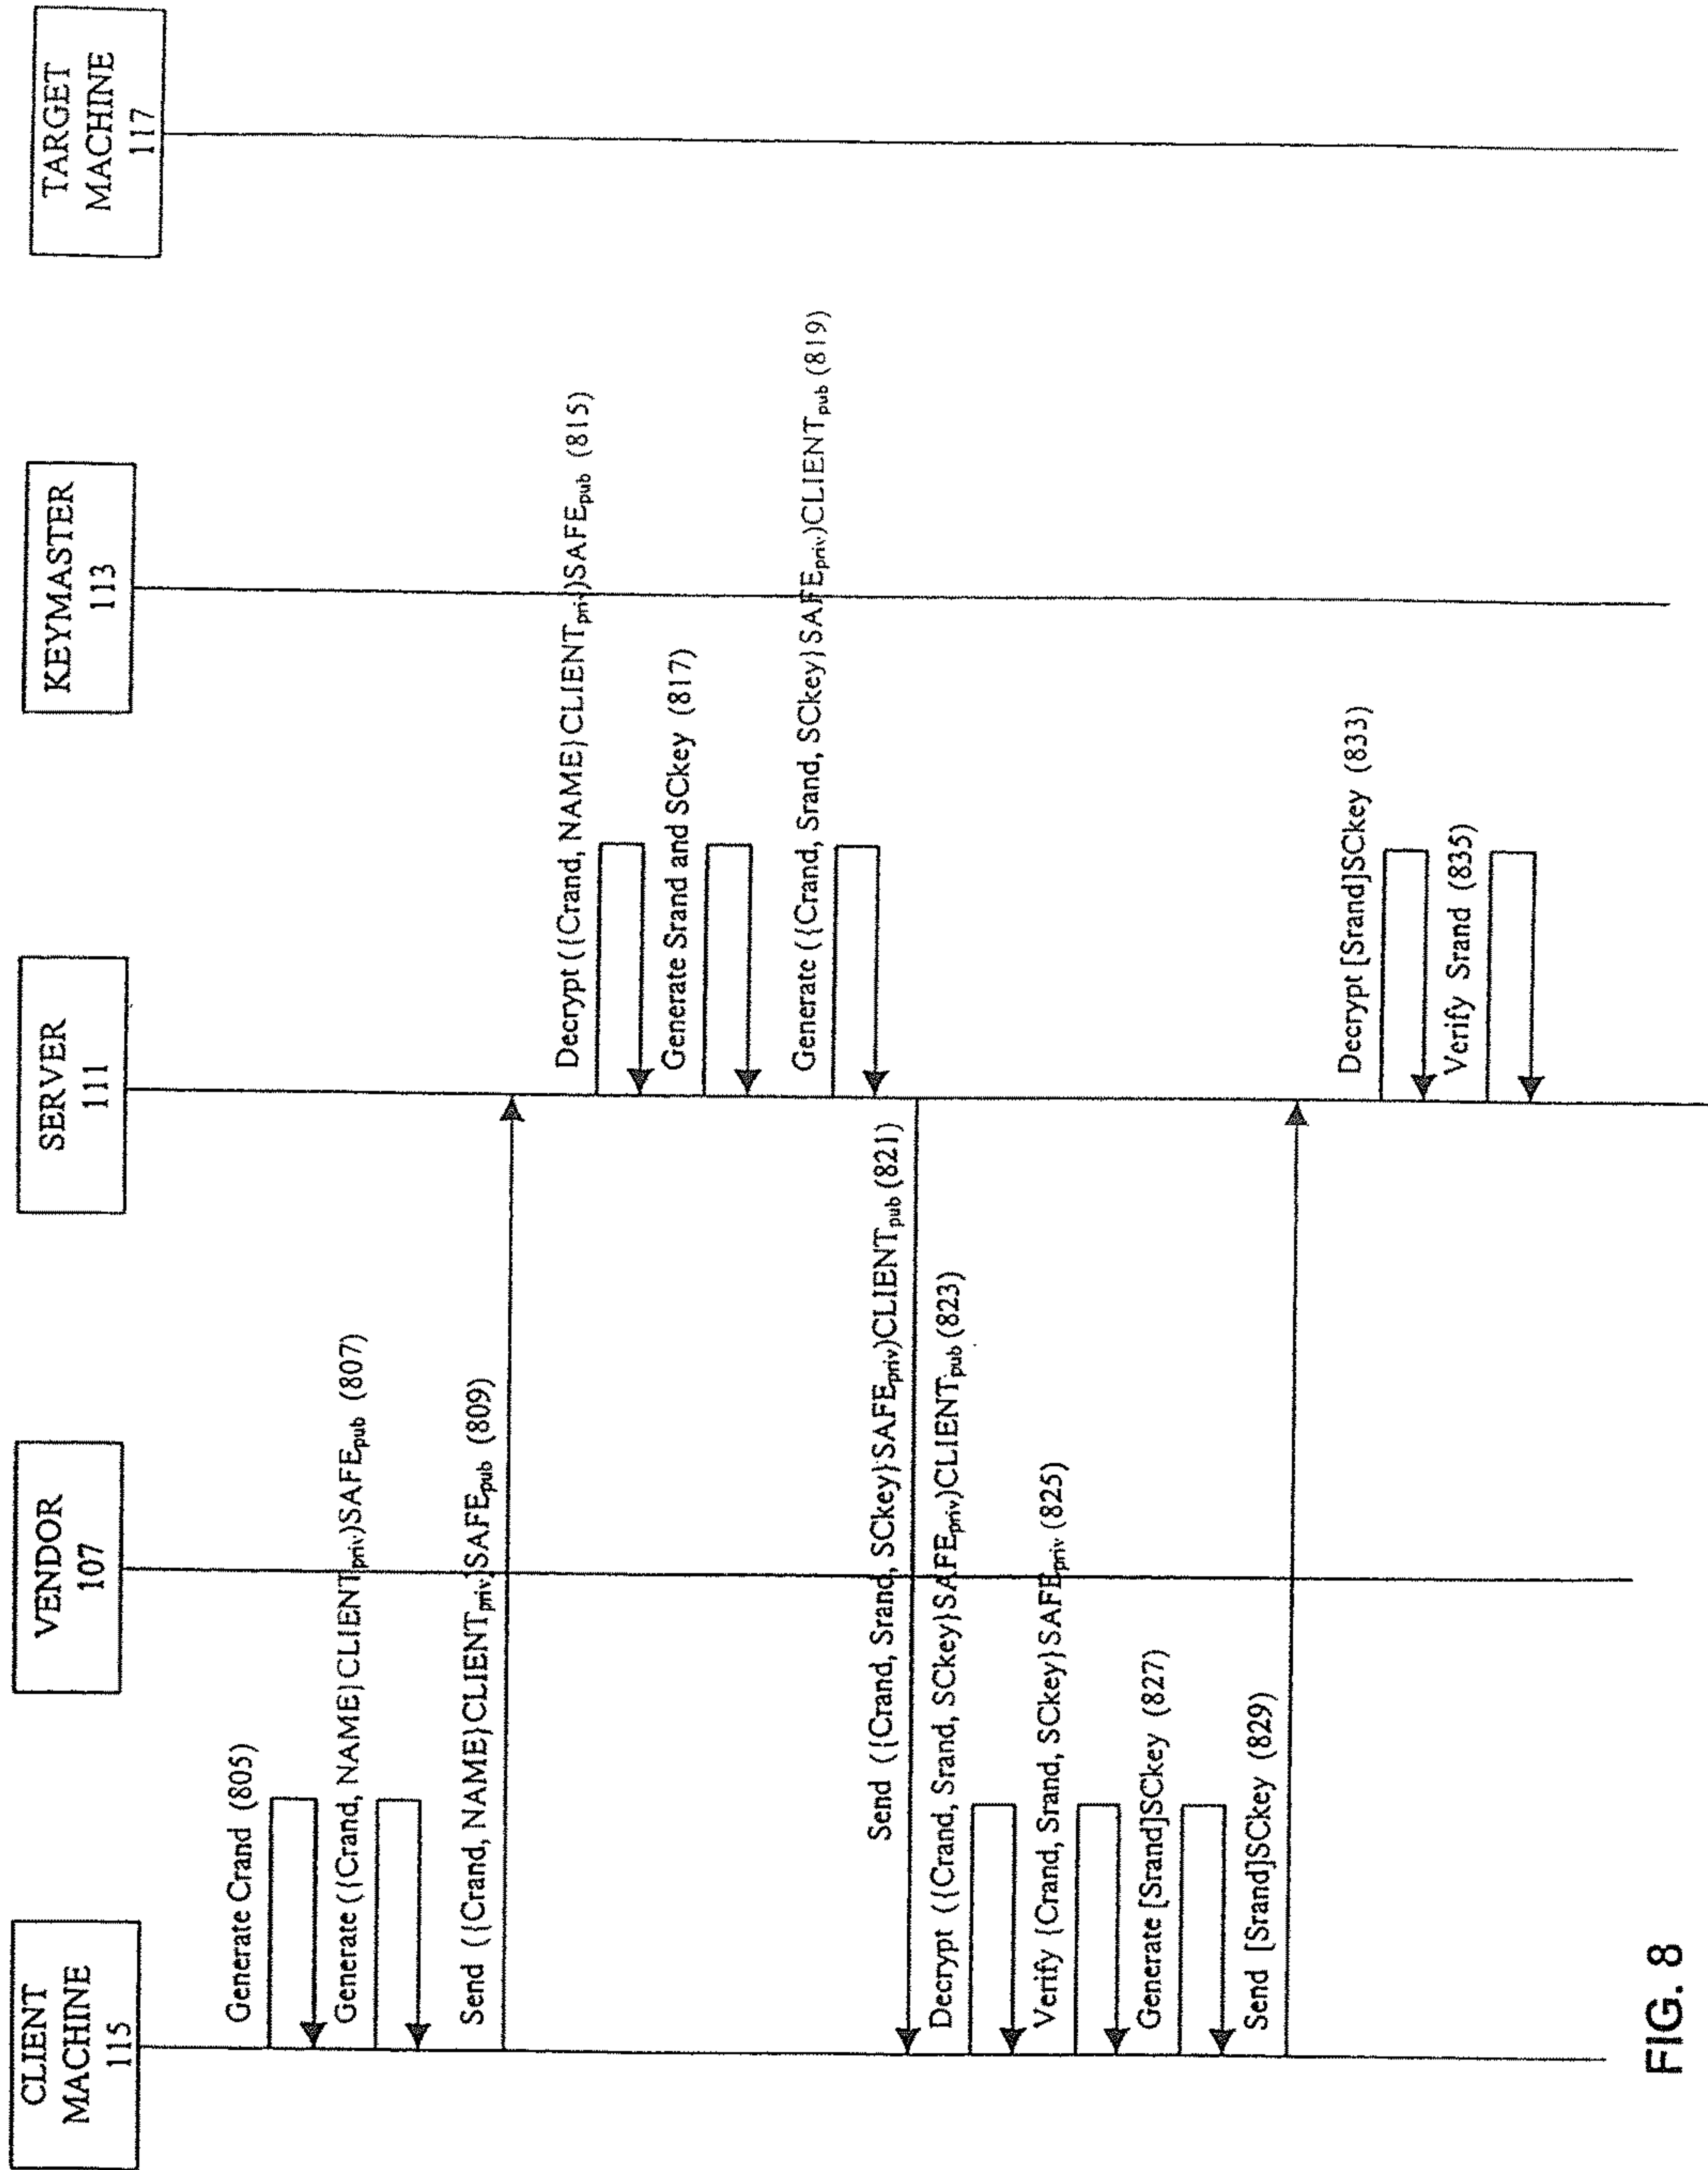 CLIENT
MACHINE
115
VENDOR
107
SERVER
111
KEYMASTER
113
TARGET
MACHINE
117
Generate Crand (805)
Generate ({Crand, NAME}CLIENTpriv)SAFEpub (807)
Send ({Crand, NAME}CLIENTpriv)SAFEpub (809)
Decrypt ({Crand, NAME}CLIENTpriv)SAFEpub (815)
Generate Srand and SCkey (817)
Generate ({Crand, Srand, SCkey}SAFEpriv)CLIENTpub (819)
Send ({Crand, Srand, SCkey}SAFEpriv)CLIENTpub (821)
Decrypt ({Crand, Srand, SCkey}SAFEpriv)CLIENTpub (823)
Verify {Crand, Srand, SCkey}SAFEpriv (825)
Generate [Srand]SCkey (827)
Send [Srand]SCkey (829)
Decrypt [Srand]SCkey (833)
Verify Srand (835)
FIG. 8